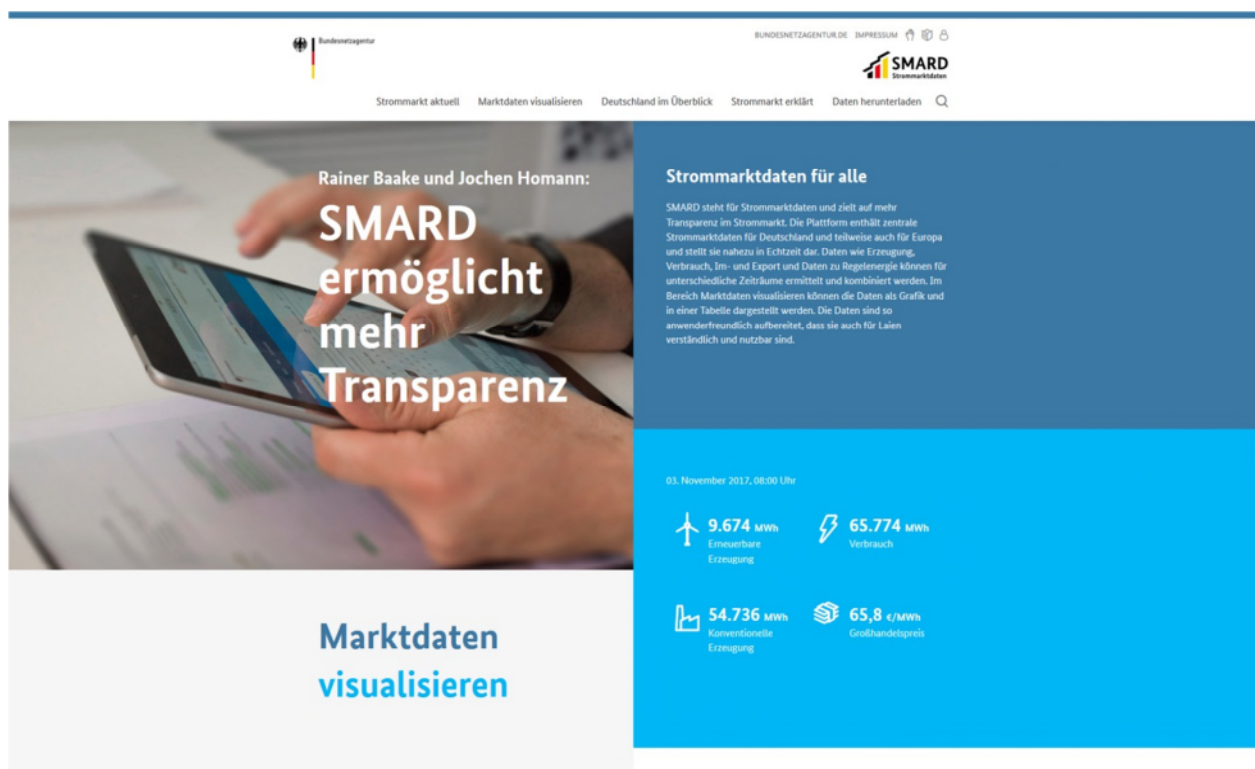 Bundesnetzagentur
BUNDESNETZAGENTUR.DE IMPRESSUM
SMARD
Strommarktdaten
Strommarkt aktuell Marktdaten visualisieren Deutschland im Überblick Strommarkt erklärt Daten herunterladen
Rainer Baake und Jochen Homann:
SMARD
ermöglicht
mehr
Transparenz
Strommarktdaten für alle
SMARD steht für Strommarktdaten und zielt auf mehr
Transparenz im Strommarkt. Die Plattform enthält zentrale
Strommarktdaten für Deutschland und teilweise auch für Europa
und stellt sie nahezu in Echtzeit dar. Daten wie Erzeugung,
Verbrauch, Im- und Export und Daten zu Regelenergie können für
unterschiedliche Zeiträume ermittelt und kombiniert werden. Im
Bereich Marktdaten visualisieren können die Daten als Grafik und
in einer Tabelle dargestellt werden. Die Daten sind so
anwenderfreundlich aufbereitet, dass sie auch für Laien
verständlich und nutzbar sind.
03. November 2017, 08:00 Uhr
9.674 MWh
Erneuerbare
Erzeugung
65.774 MWh
Verbrauch
54.736 MWh
Konventionelle
Erzeugung
65,8 €/MWh
Großhandelspreis
Marktdaten
visualisieren